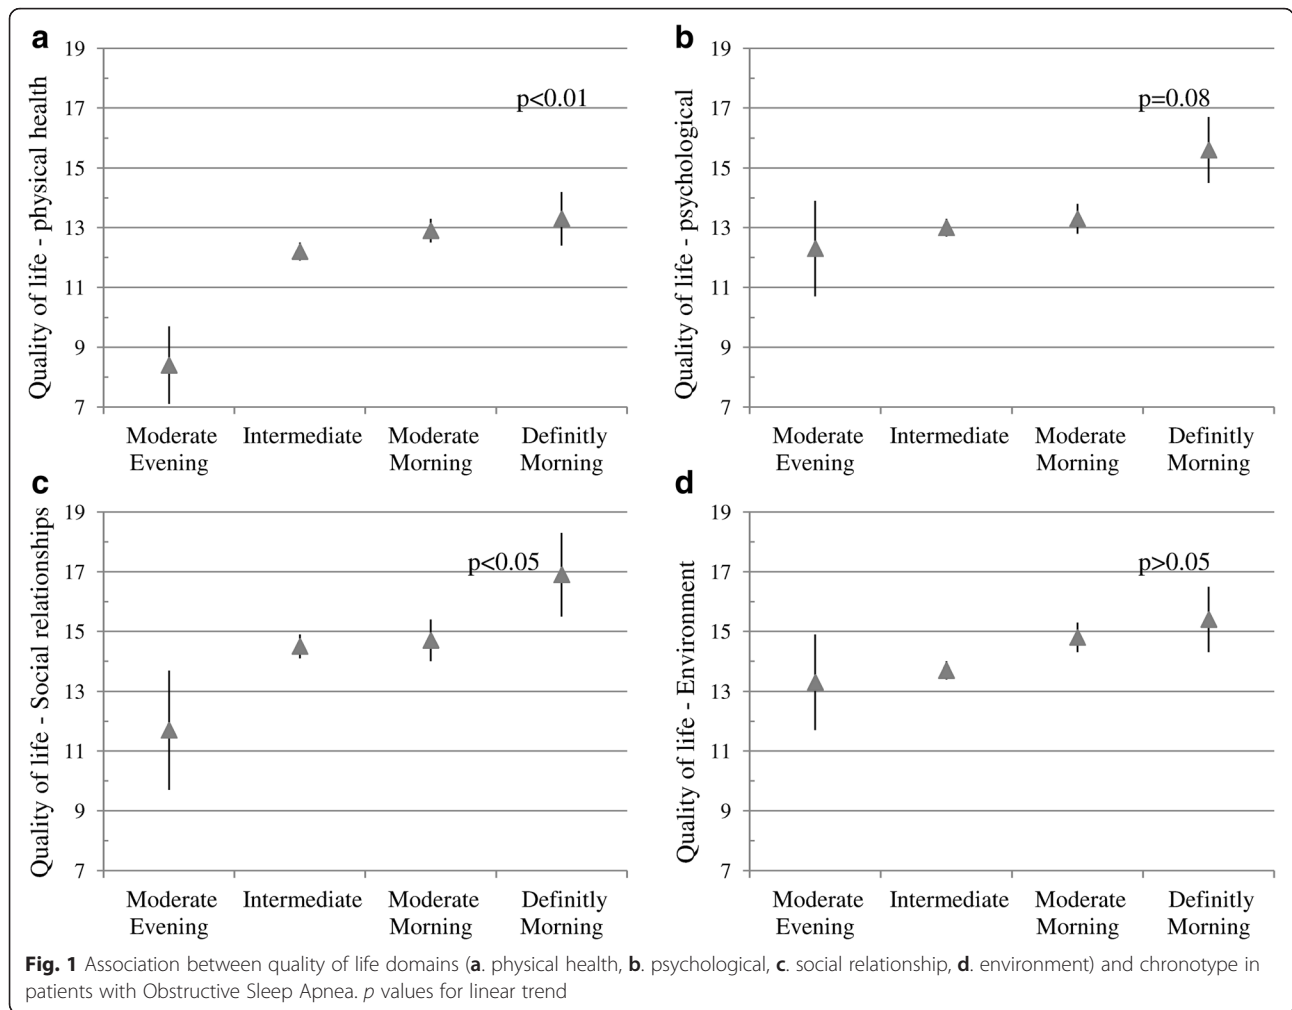 a
19
17
15
13
11
9
7
Quality of life - physical health
p<0.01
Moderate Evening
Intermediate
Moderate Morning
Definitly Morning
b
19
17
15
13
11
9
7
Quality of life - psychological
p=0.08
Moderate Evening
Intermediate
Moderate Morning
Definitly Morning
c
19
17
15
13
11
9
7
Quality of life - Social relationships
p<0.05
Moderate Evening
Intermediate
Moderate Morning
Definitly Morning
d
19
17
15
13
11
9
7
Quality of life - Environment
p>0.05
Moderate Evening
Intermediate
Moderate Morning
Definitly Morning
Fig. 1 Association between quality of life domains (a. physical health, b. psychological, c. social relationship, d. environment) and chronotype in
patients with Obstructive Sleep Apnea. p values for linear trend